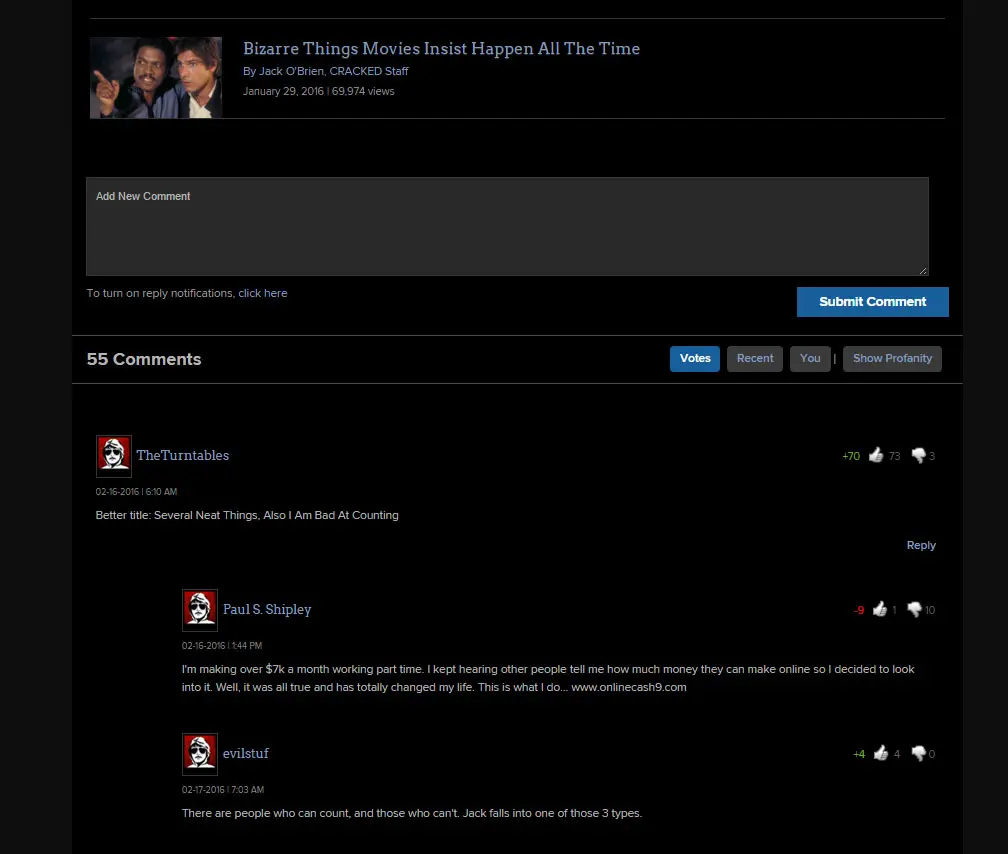 Bizarre Things Movies Insist Happen All The Time
By Jack O'Brien, CRACKED Staff
January 29, 2016 | 69,974 views
Add New Comment
To turn on reply notifications, click here
Submit Comment
55 Comments
Votes Recent You | Show Profanity
TheTurntables
+70 73 3
02-16-2016 | 6:10 AM
Better title: Several Neat Things, Also I Am Bad At Counting
Reply
Paul S. Shipley
-9 1 10
02-16-2016 | 1:44 PM
I'm making over $7k a month working part time. I kept hearing other people tell me how much money they can make online so I decided to look
into it. Well, it was all true and has totally changed my life. This is what I do... www.onlinecash9.com
evilstuf
+4 4 0
02-17-2016 | 7:03 AM
There are people who can count, and those who can't. Jack falls into one of those 3 types.